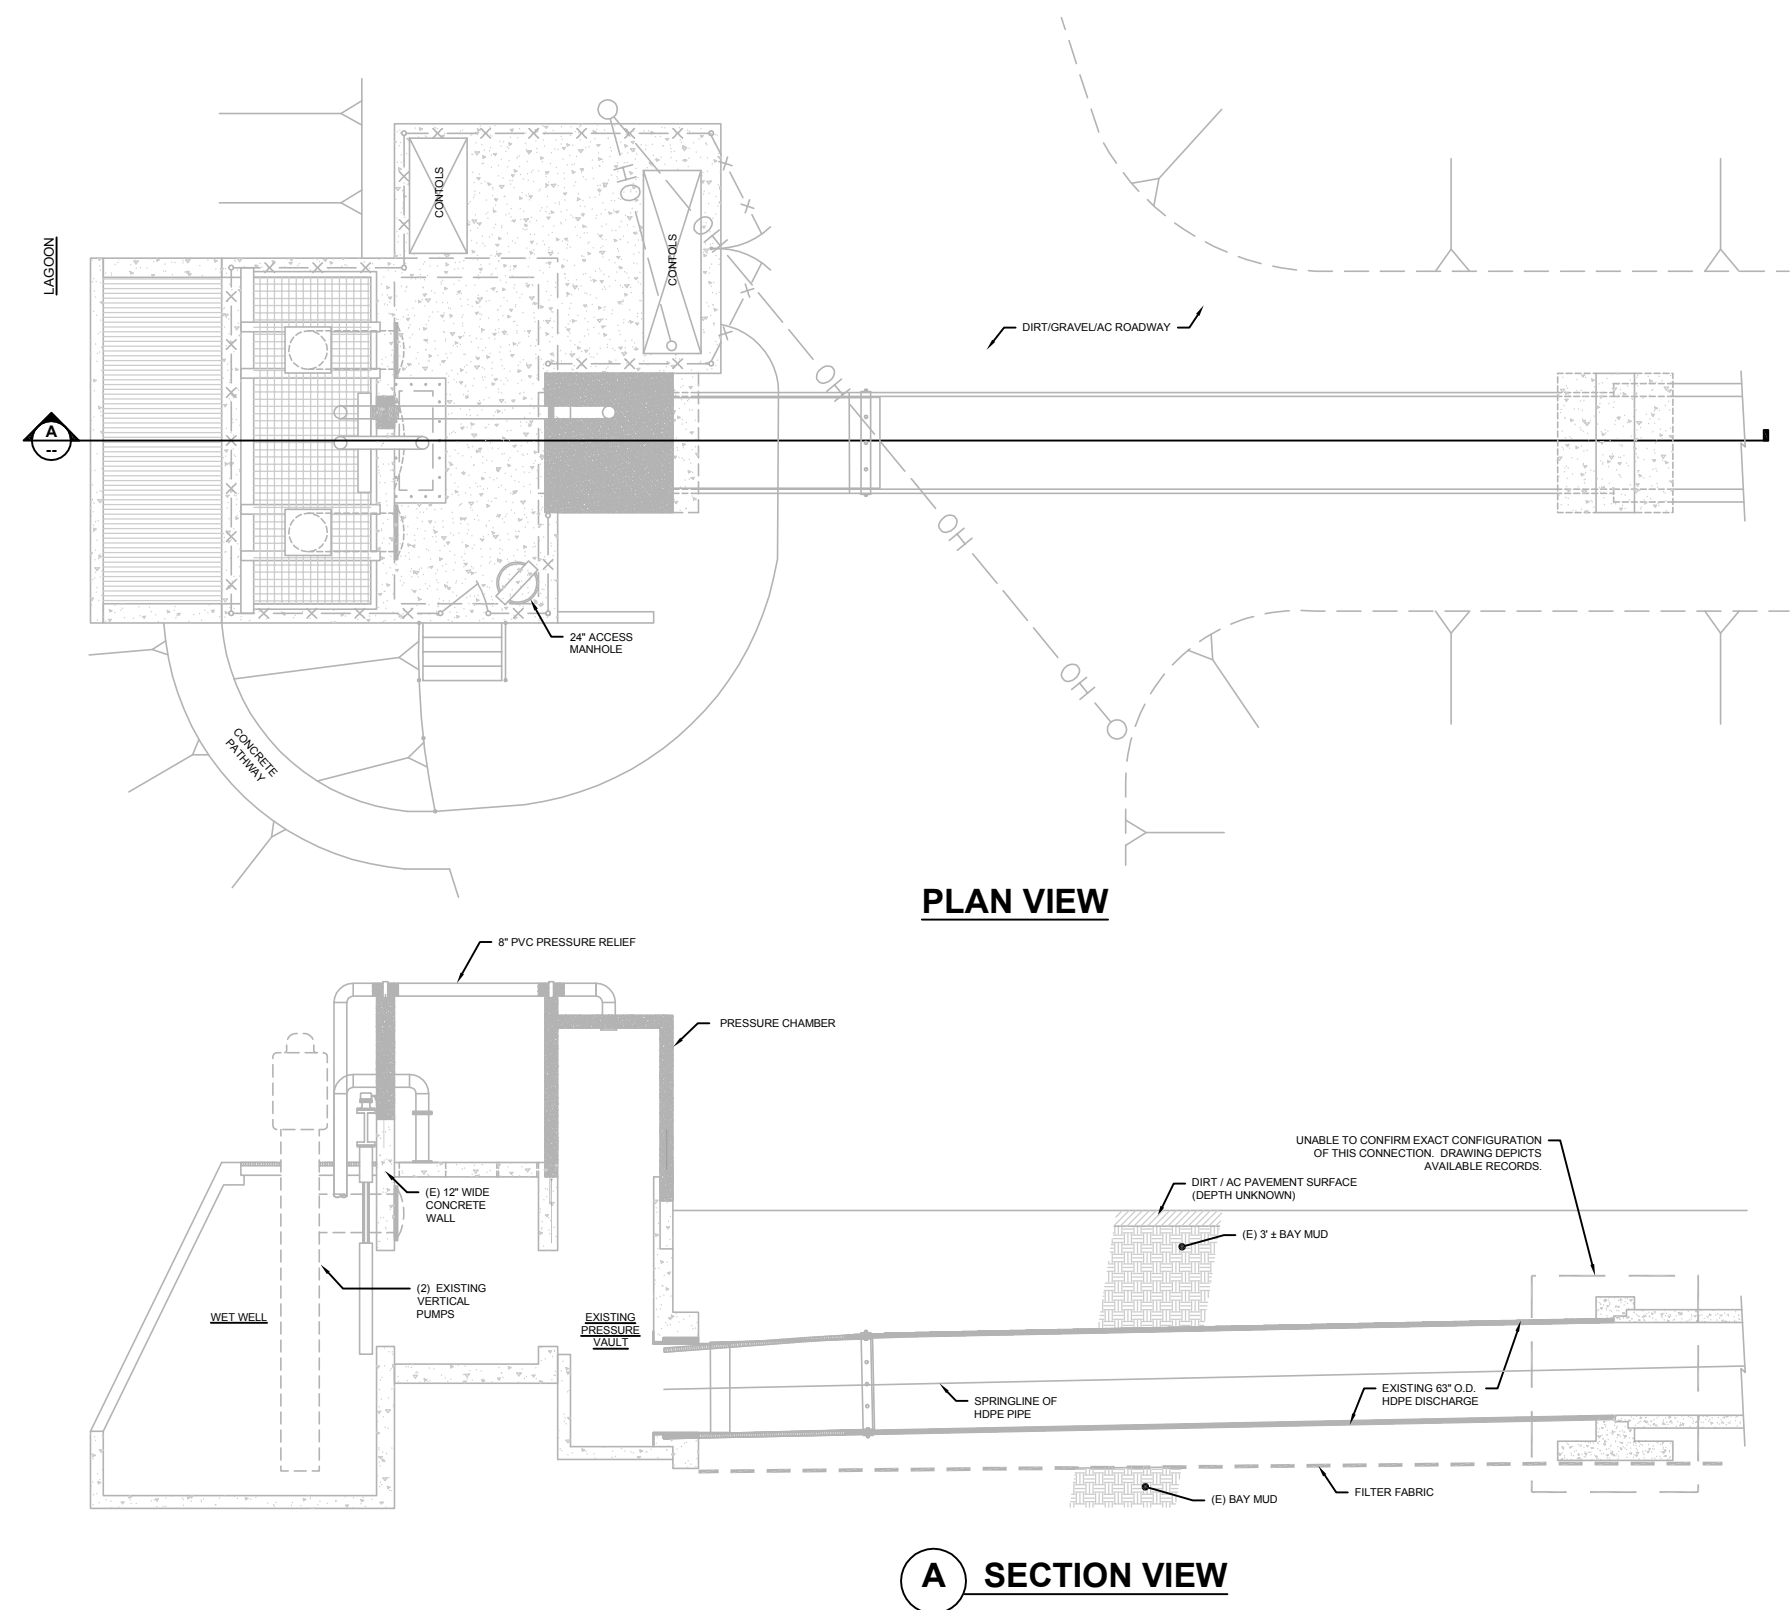 LAGOON
CONTOLS
CONTOLS
OH
OH
OH
OH
OH
DIRT/GRAVEL/AC ROADWAY
A
--
24" ACCESS
MANHOLE
CONCRETE
PATHWAY
PLAN VIEW
8" PVC PRESSURE RELIEF
PRESSURE CHAMBER
UNABLE TO CONFIRM EXACT CONFIGURATION
OF THIS CONNECTION. DRAWING DEPICTS
AVAILABLE RECORDS.
DIRT / AC PAVEMENT SURFACE
(DEPTH UNKNOWN)
(E) 12" WIDE
CONCRETE
WALL
(E) 3' ± BAY MUD
(2) EXISTING
VERTICAL
PUMPS
WET WELL
EXISTING
PRESSURE
VAULT
SPRINGLINE OF
HDPE PIPE
EXISTING 63" O.D.
HDPE DISCHARGE
(E) BAY MUD
FILTER FABRIC
A SECTION VIEW